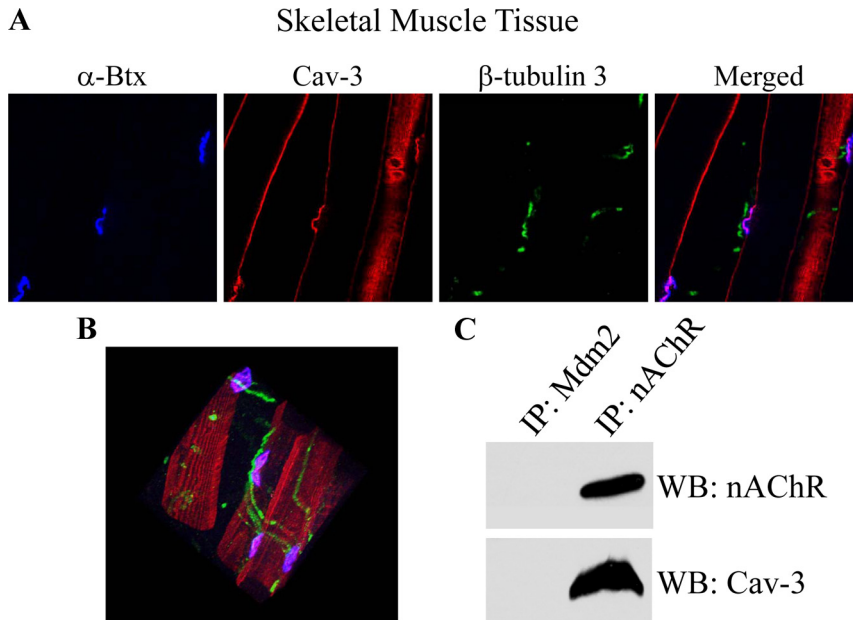 A
Skeletal Muscle Tissue
α-Btx
Cav-3
β-tubulin 3
Merged
B
C
IP: Mdm2
IP: nAChR
WB: nAChR
WB: Cav-3